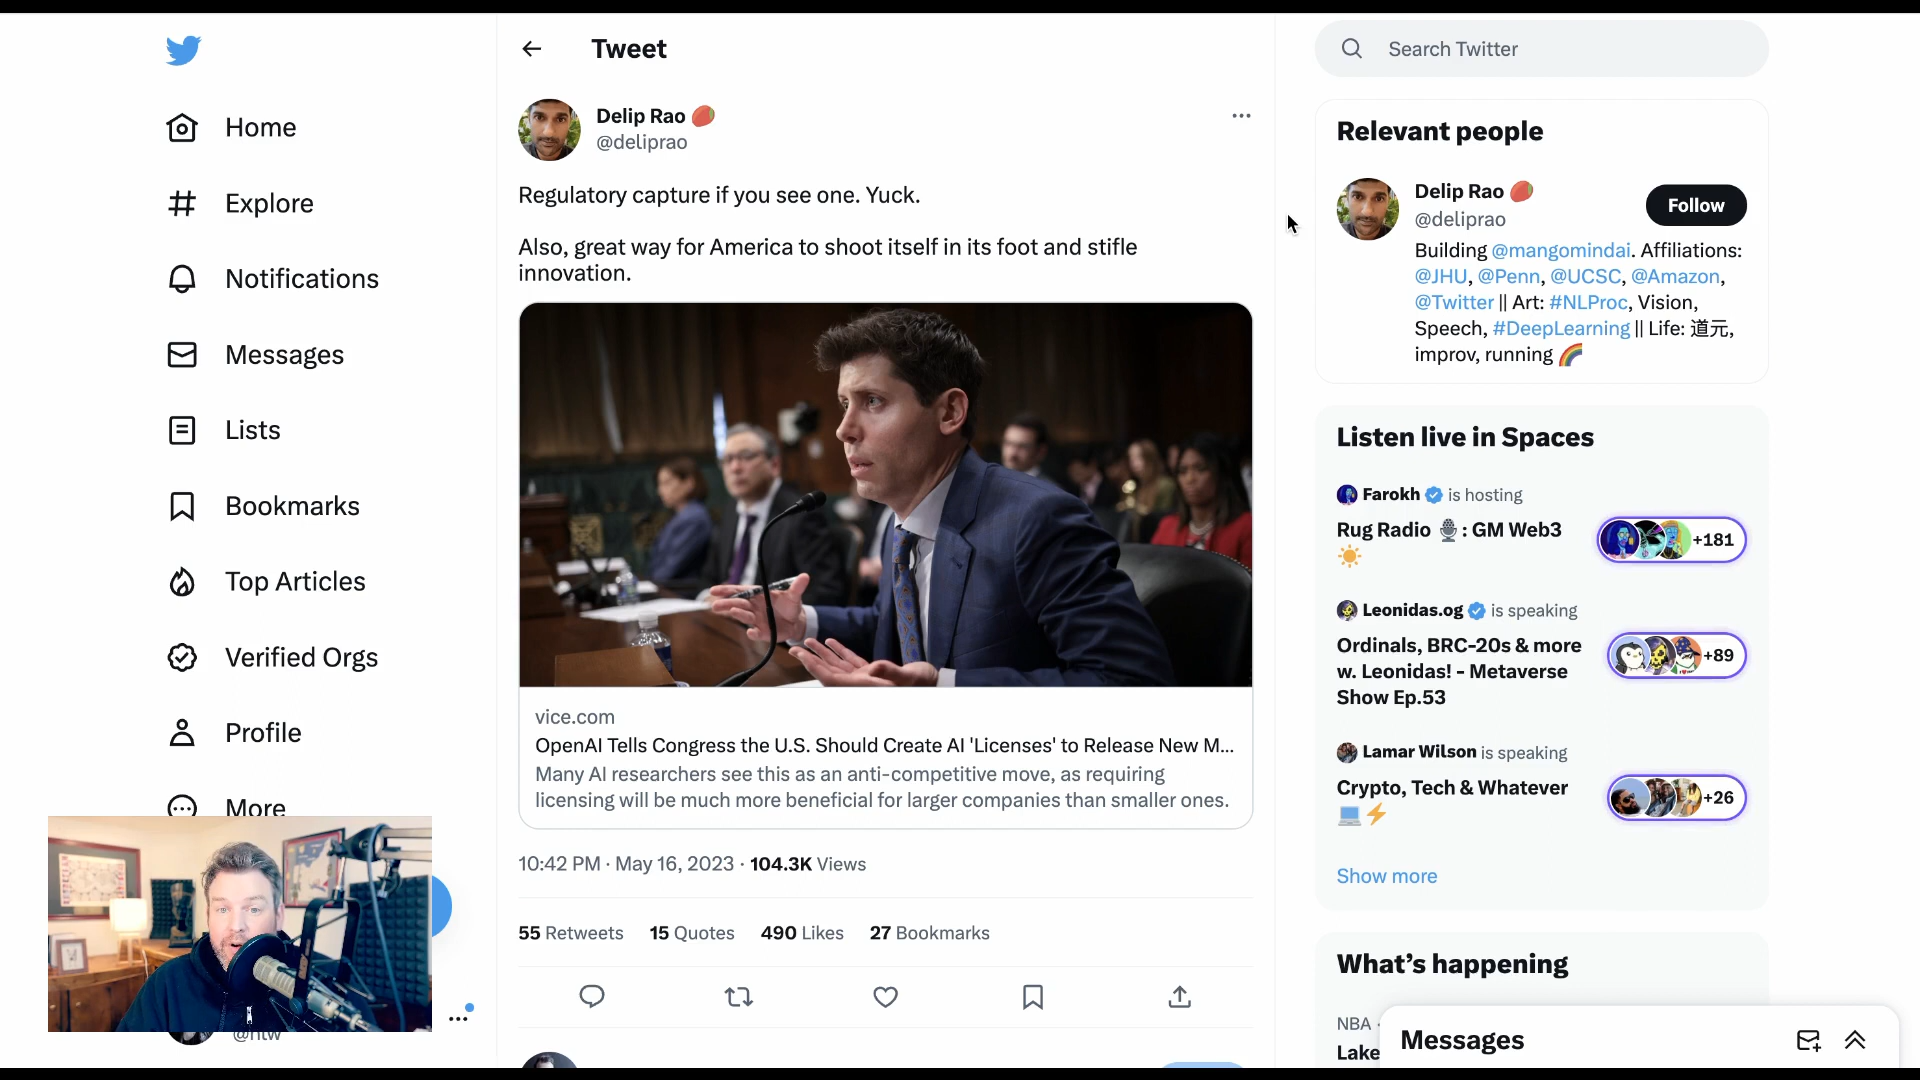 Home
Explore
Notifications
Messages
Lists
Bookmarks
Top Articles
Verified Orgs
Profile
More
Tweet
Delip Rao
@deliprao
Regulatory capture if you see one. Yuck.
Also, great way for America to shoot itself in its foot and stifle
innovation.
vice.com
OpenAI Tells Congress the U.S. Should Create AI 'Licenses' to Release New M...
Many AI researchers see this as an anti-competitive move, as requiring
licensing will be much more beneficial for larger companies than smaller ones.
10:42 PM · May 16, 2023 · 104.3K Views
55 Retweets 15 Quotes 490 Likes 27 Bookmarks
Search Twitter
Relevant people
Delip Rao
@deliprao
Follow
Building @mangomindai. Affiliations:
@JHU, @Penn, @UCSC, @Amazon,
@Twitter || Art: #NLProc, Vision,
Speech, #DeepLearning || Life: 道元,
improv, running
Listen live in Spaces
Farokh is hosting
Rug Radio 🎙: GM Web3
+181
Leonidas.og is speaking
Ordinals, BRC-20s & more
w. Leonidas! - Metaverse
Show Ep.53
+89
Lamar Wilson is speaking
Crypto, Tech & Whatever
+26
Show more
What's happening
NBA ·
Lake
Messages